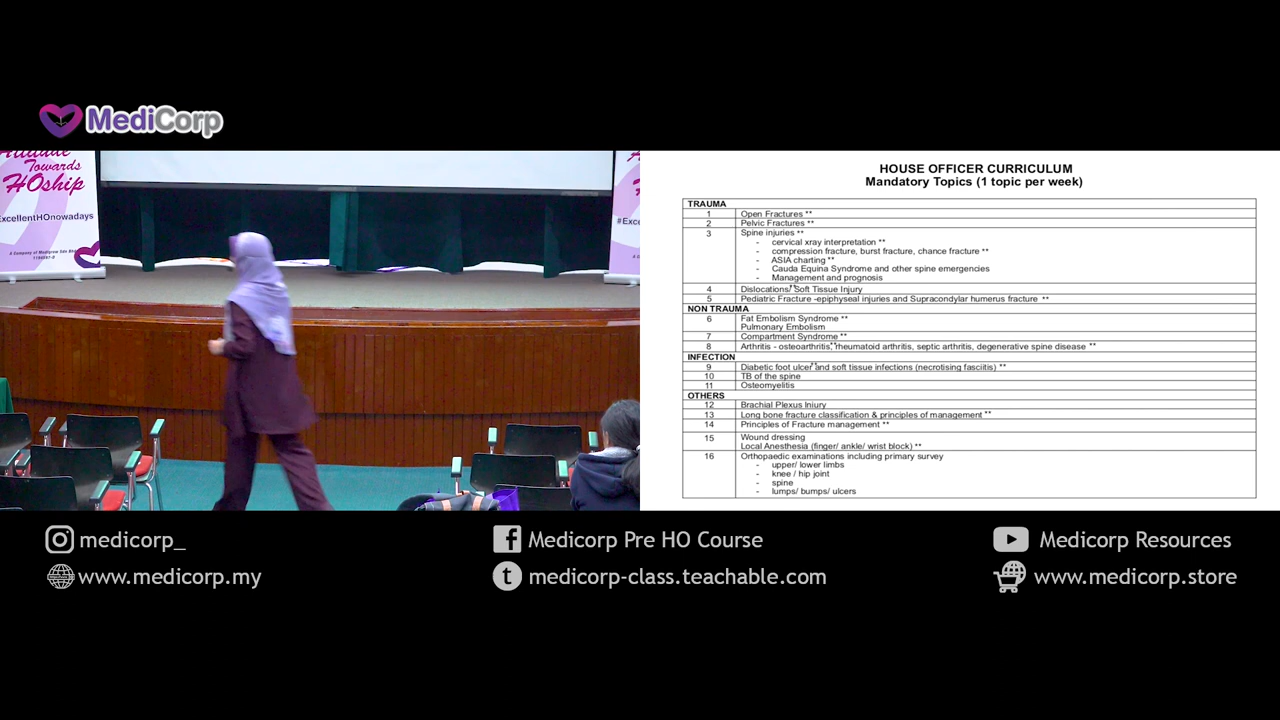 MediCorp
Attitude
Towards
HOship
#ExcellentHOnowadays
A Company of Medigrow Sdn Bhd
#Exce
HOUSE OFFICER CURRICULUM
Mandatory Topics (1 topic per week)
TRAUMA
1 Open Fractures **
2 Pelvic Fractures **
3 Spine injuries **
- cervical xray interpretation **
- compression fracture, burst fracture, chance fracture **
- ASIA charting **
- Cauda Equina Syndrome and other spine emergencies
- Management and prognosis
4 Dislocations/ Soft Tissue Injury **
5 Pediatric Fracture -epiphyseal injuries and Supracondylar humerus fracture **
NON TRAUMA
6 Fat Embolism Syndrome **
Pulmonary Embolism
7 Compartment Syndrome **
8 Arthritis - osteoarthritis,** rheumatoid arthritis, septic arthritis, degenerative spine disease **
INFECTION
9 Diabetic foot ulcer ** and soft tissue infections (necrotising fasciitis) **
10 TB of the spine
11 Osteomyelitis
OTHERS
12 Brachial Plexus Injury
13 Long bone fracture classification & principles of management **
14 Principles of Fracture management **
15 Wound dressing
Local Anesthesia (finger/ ankle/ wrist block) **
16 Orthopaedic examinations including primary survey
- upper/ lower limbs
- knee / hip joint
- spine
- lumps/ bumps/ ulcers
medicorp_
Medicorp Pre HO Course
Medicorp Resources
www.medicorp.my
medicorp-class.teachable.com
www.medicorp.store